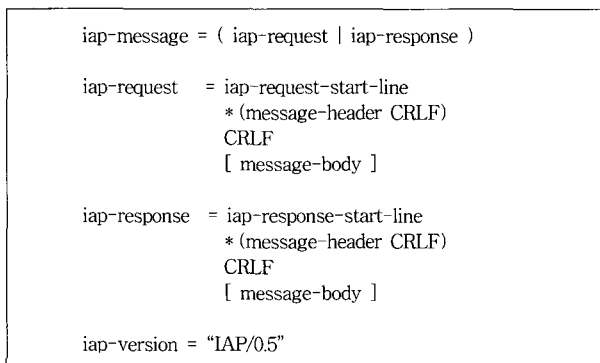 iap-message = ( iap-request | iap-response )
iap-request = iap-request-start-line
* (message-header CRLF)
CRLF
[ message-body ]
iap-response = iap-response-start-line
* (message-header CRLF)
CRLF
[ message-body ]
iap-version = “IAP/0.5”